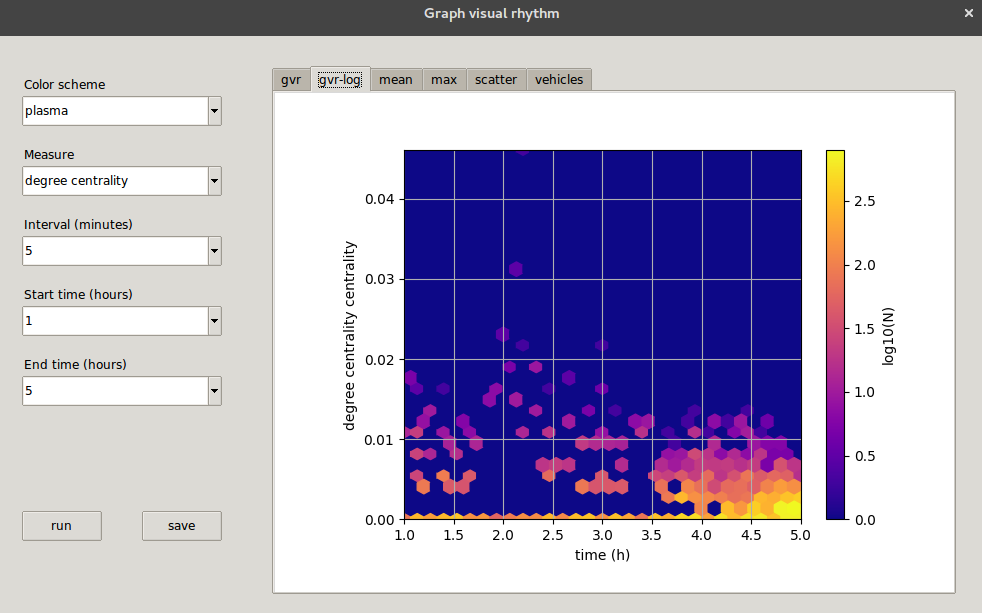 Graph visual rhythm
×
Color scheme
plasma
Measure
degree centrality
Interval (minutes)
5
Start time (hours)
1
End time (hours)
5
run save
gvr gvr-log mean max scatter vehicles
degree centrality centrality
0.04
0.03
0.02
0.01
0.00
1.0 1.5 2.0 2.5 3.0 3.5 4.0 4.5 5.0
time (h)
2.5
2.0
1.5
1.0
0.5
0.0
log10(N)